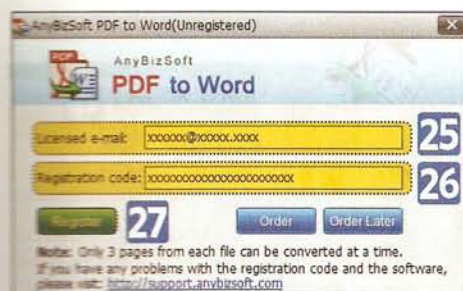 AnyBizSoft PDF to Word(Unregistered)
AnyBizSoft
PDF to Word
Licensed e-mail: xxxxxx@xxxxx.xxxx 25
Registration code: xxxxxxxxxxxxxxxxxxxxxxx 26
Register 27 Order Order Later
Note: Only 3 pages from each file can be converted at a time.
If you have any problems with the registration code and the software,
please visit: http://support.anybizsoft.com